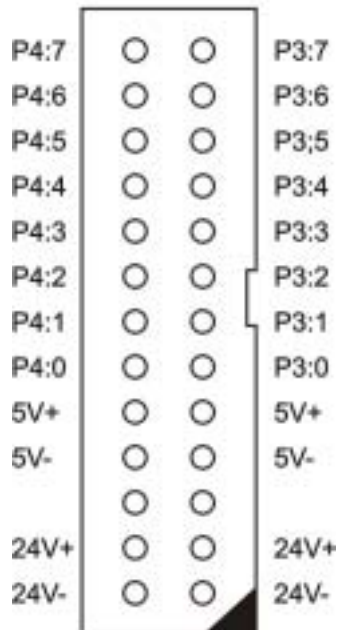 P4:7 P3:7
P4:6 P3:6
P4:5 P3;5
P4:4 P3:4
P4:3 P3:3
P4:2 P3:2
P4:1 P3:1
P4:0 P3:0
5V+ 5V+
5V- 5V-
24V+ 24V+
24V- 24V-